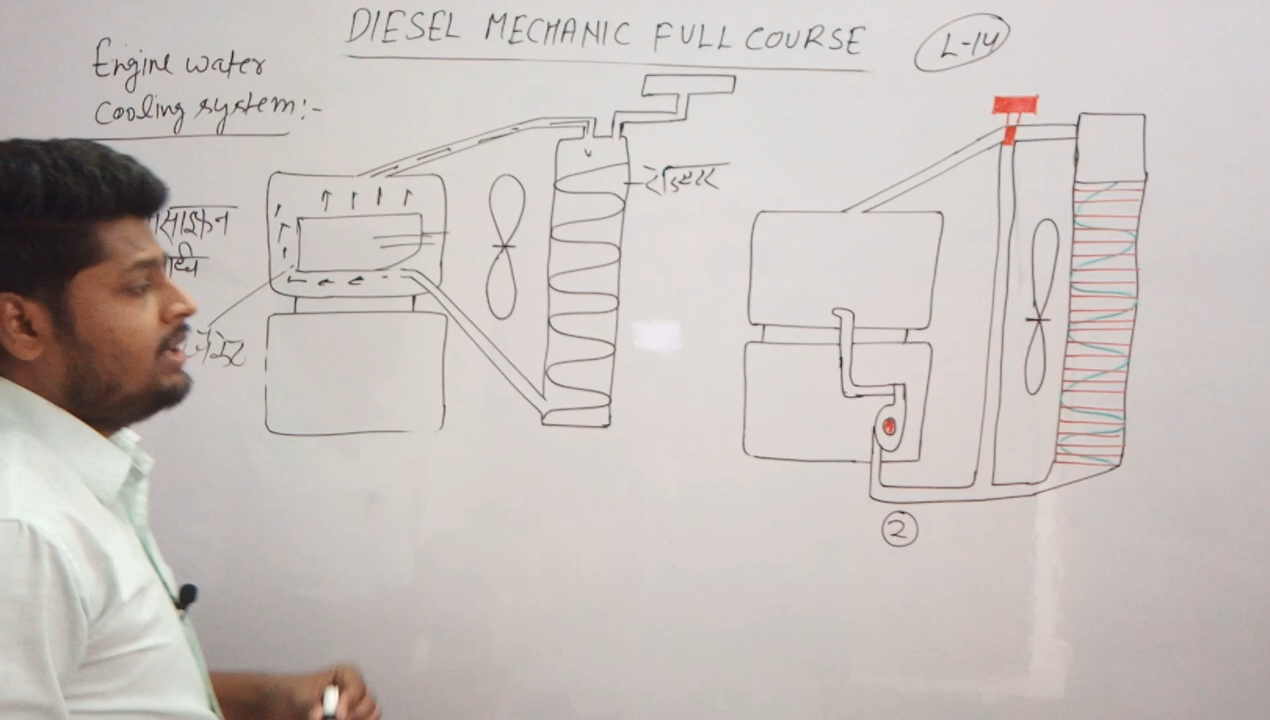 DIESEL MECHANIC FULL COURSE
L-14
Engine water
cooling system:-
रेडिएटर
2